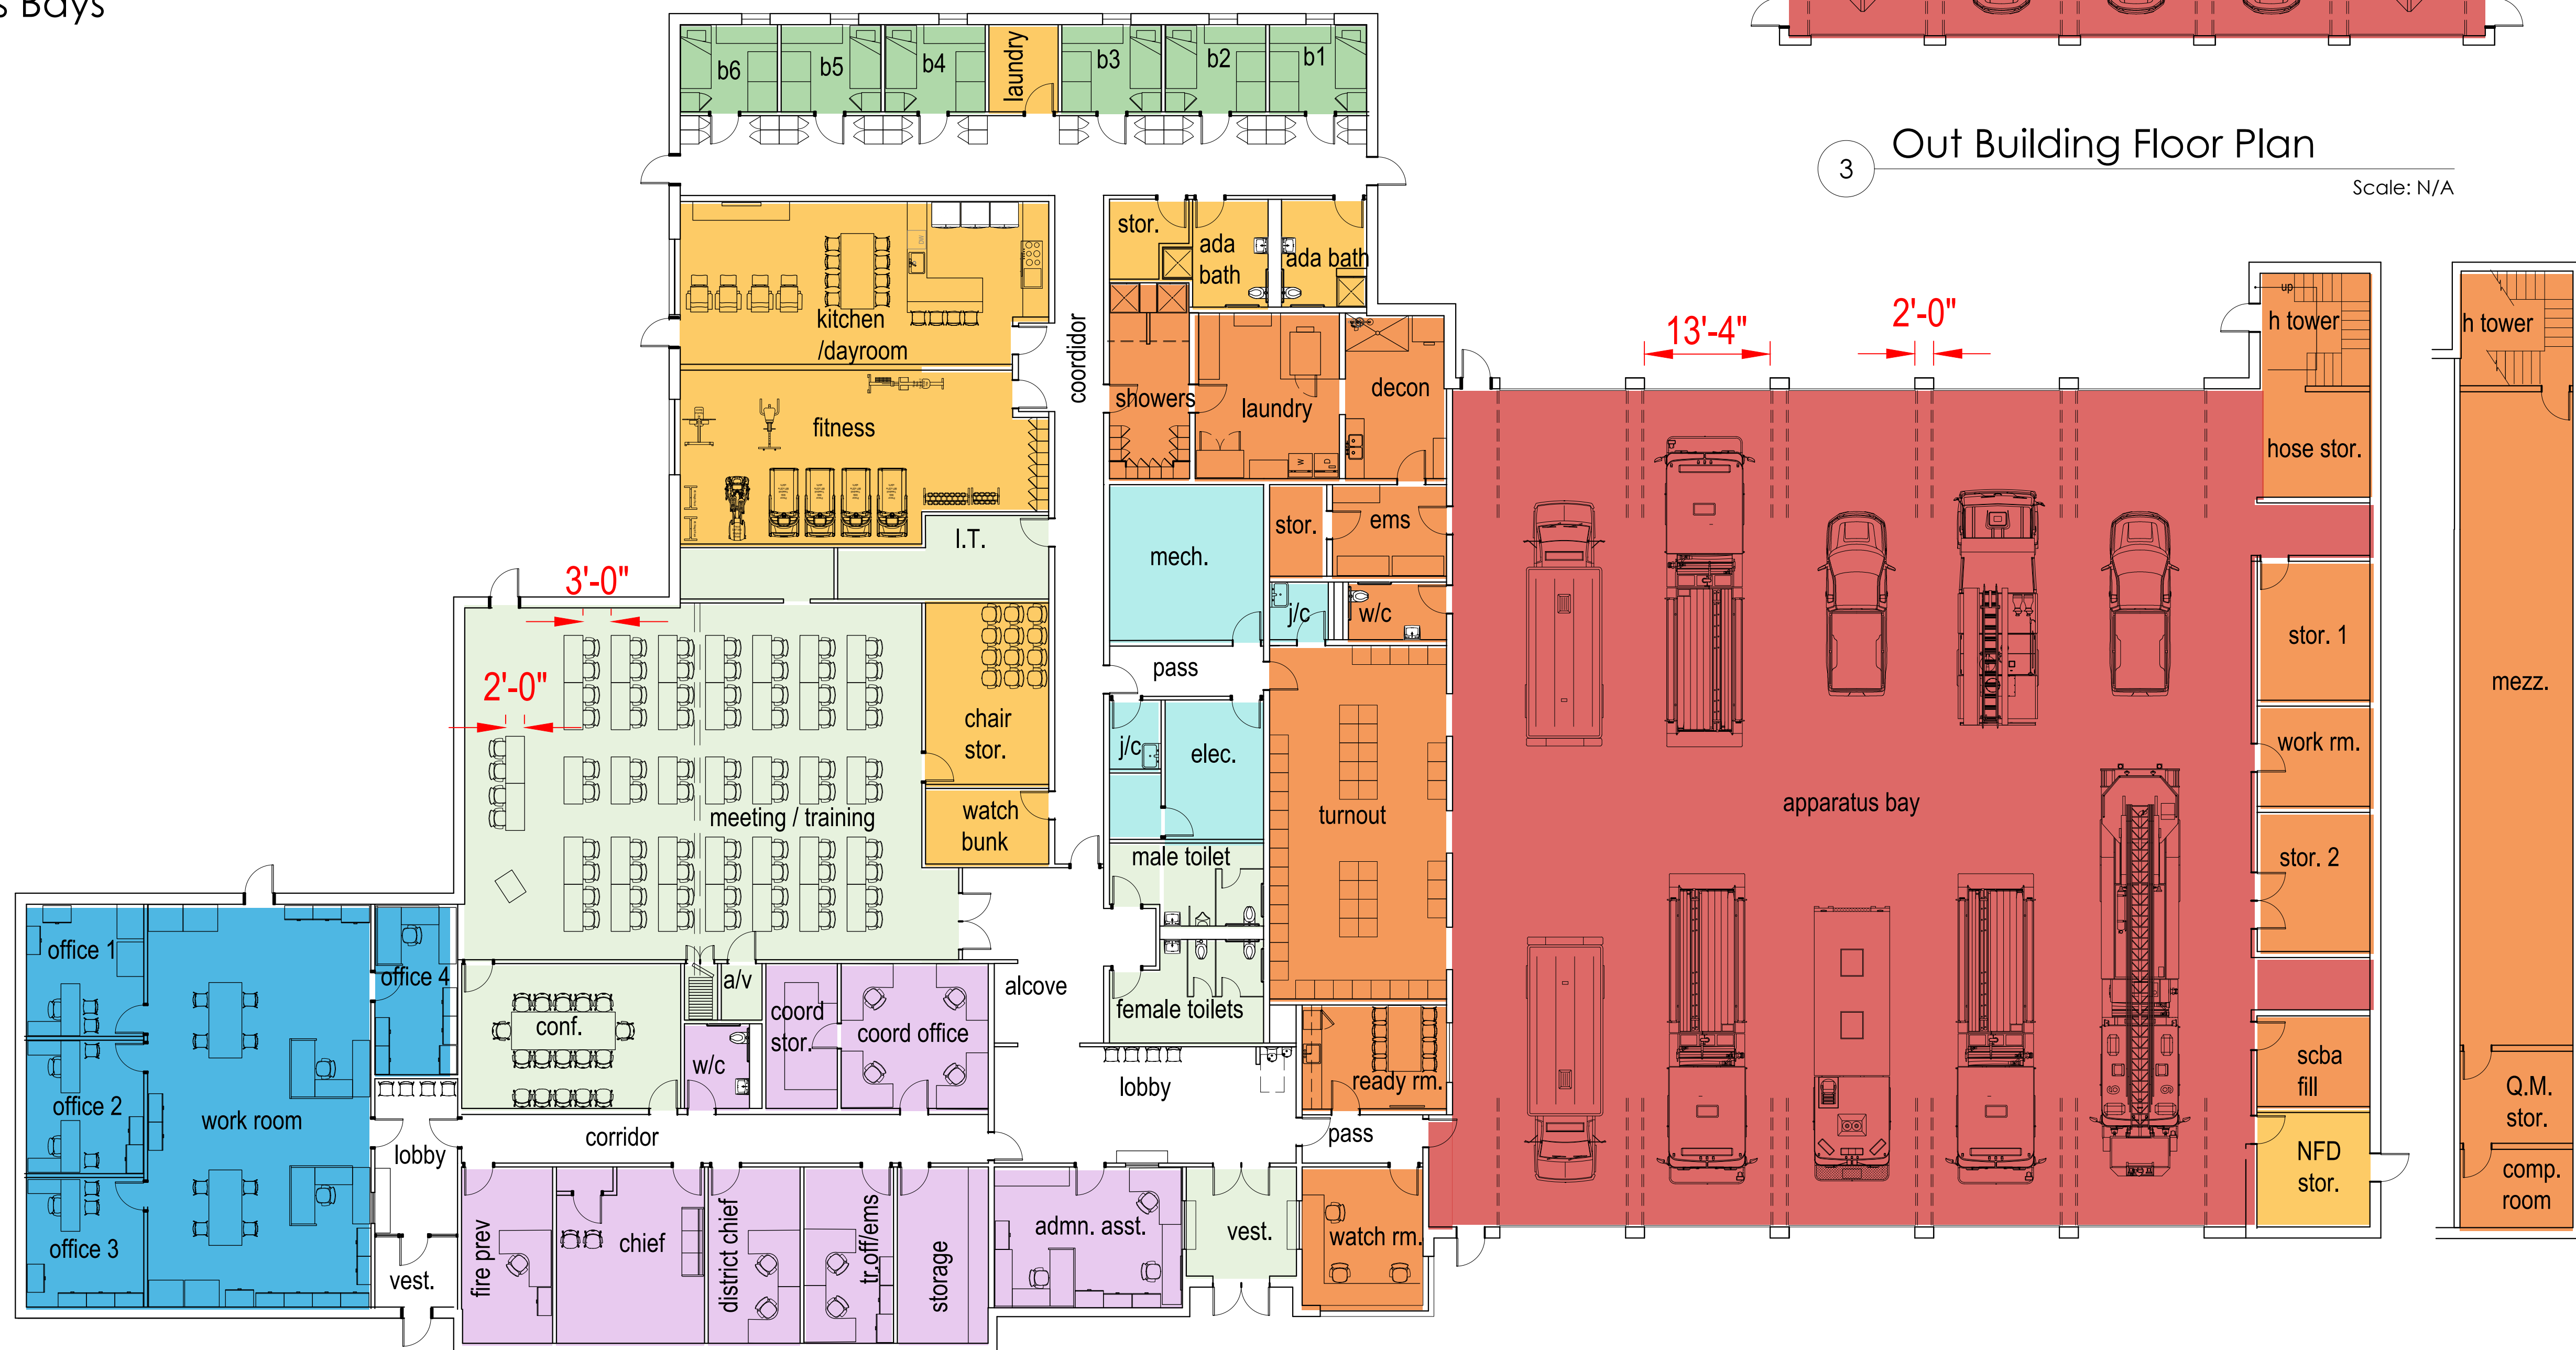 s Bays
3
Out Building Floor Plan
Scale: N/A
b6
b5
b4
laundry
b3
b2
b1
stor.
ada
bath
ada bath
kitchen
/dayroom
coordidor
showers
laundry
decon
fitness
13'-4"
2'-0"
up
h tower
h tower
hose stor.
I.T.
mech.
stor.
ems
j/c
w/c
3'-0"
2'-0"
pass
chair
stor.
j/c
elec.
meeting / training
watch
bunk
turnout
apparatus bay
stor. 1
work rm.
stor. 2
mezz.
male toilet
female toilets
office 1
office 4
office 2
work room
office 3
conf.
a/v
w/c
coord
stor.
coord office
alcove
lobby
ready rm.
scba
fill
Q.M.
stor.
corridor
lobby
pass
NFD
stor.
comp.
room
vest.
fire prev
chief
district chief
tr.off/ems
storage
admn. asst.
vest.
watch rm.
W
D